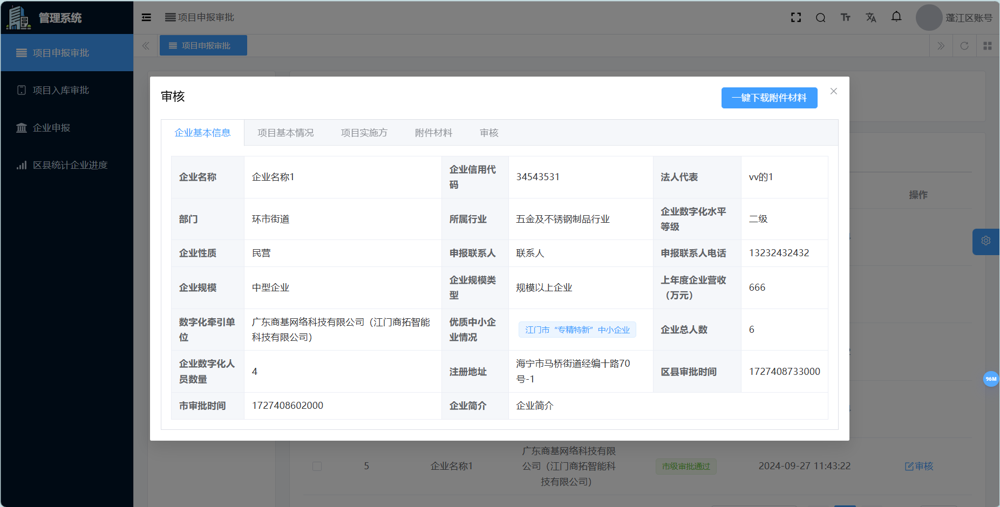 管理系统
项目申报审批
蓬江区账号
项目申报审批
项目申报审批
项目入库审批
企业申报
区县统计企业进度
审核
一键下载附件材料
企业基本信息
项目基本情况
项目实施方
附件材料
审核
企业名称
企业名称1
企业信用代
码
34543531
法人代表
vv的1
部门
环市街道
所属行业
五金及不锈钢制品行业
企业数字化水平
等级
二级
企业性质
民营
申报联系人
联系人
申报联系人电话
13232432432
企业规模
中型企业
企业规模类
型
规模以上企业
上年度企业营收
（万元）
666
数字化牵引单
位
广东商基网络科技有限公司（江门商拓智能
科技有限公司）
优质中小企
业情况
江门市“专精特新”中小企业
企业总人数
6
企业数字化人
员数量
4
注册地址
海宁市马桥街道经编十路70
号-1
区县审批时间
1727408733000
市审批时间
1727408602000
企业简介
企业简介
操作
96M
5
企业名称1
广东商基网络科技有限
公司（江门商拓智能科
技有限公司）
市级审批通过
2024-09-27 11:43:22
审核